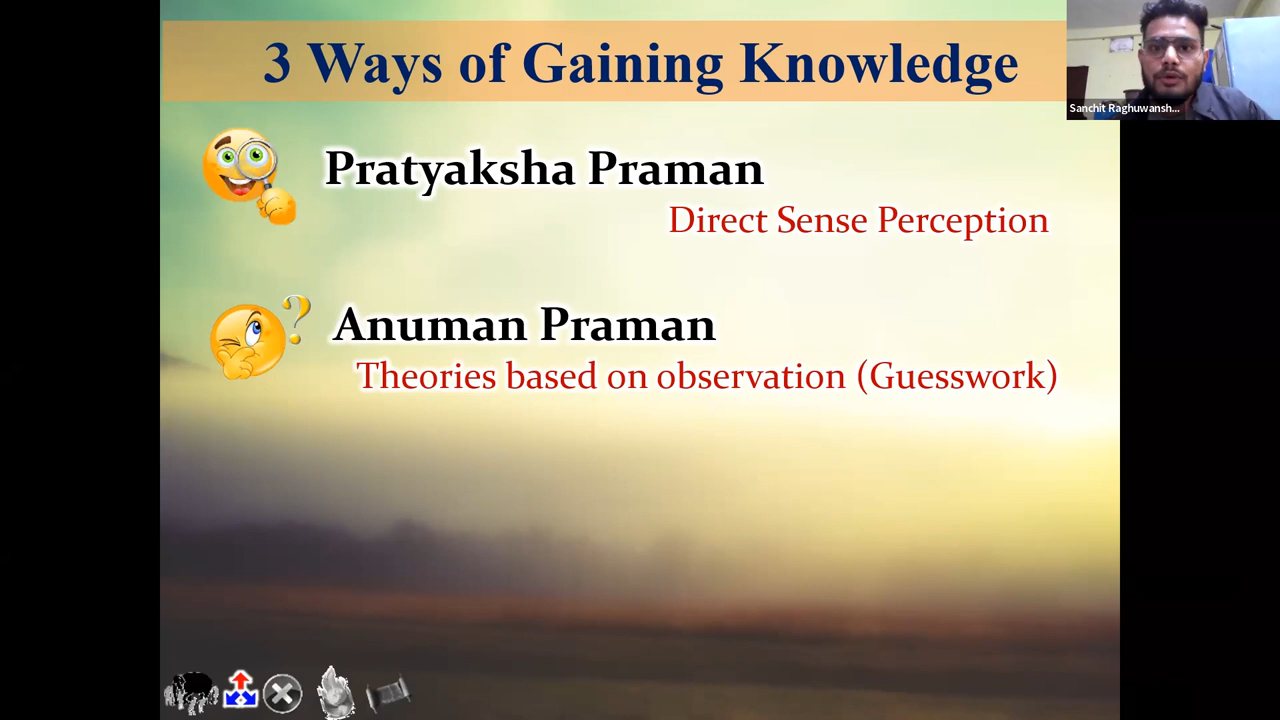 3 Ways of Gaining Knowledge
Sanchit Raghuwansh...
Pratyaksha Praman
Direct Sense Perception
?
Anuman Praman
Theories based on observation (Guesswork)